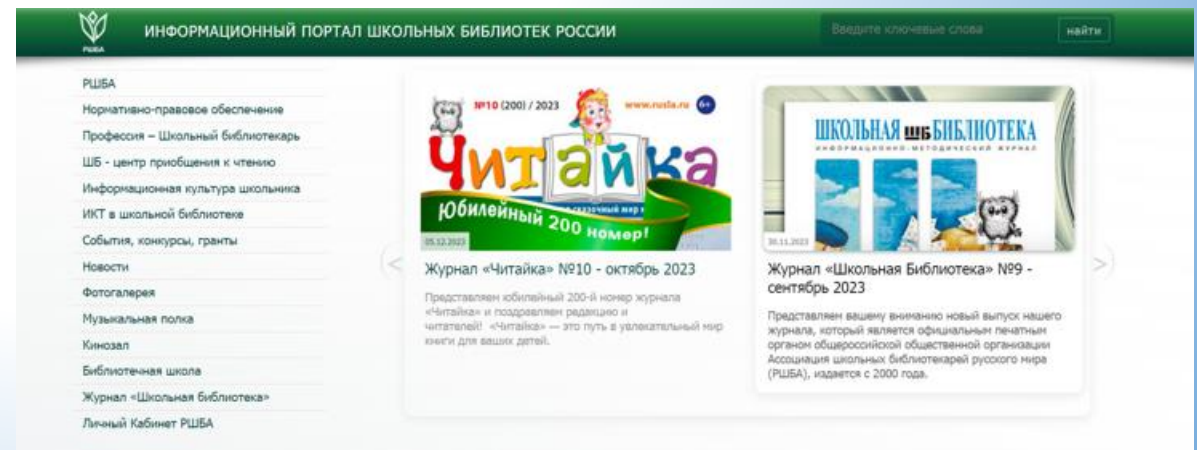 РШБА
ИНФОРМАЦИОННЫЙ ПОРТАЛ ШКОЛЬНЫХ БИБЛИОТЕК РОССИИ
Введите ключевые слова
найти
РШБА
Нормативно-правовое обеспечение
Профессия – Школьный библиотекарь
ШБ - центр приобщения к чтению
Информационная культура школьника
ИКТ в школьной библиотеке
События, конкурсы, гранты
Новости
Фотогалерея
Музыкальная полка
Кинозал
Библиотечная школа
Журнал «Школьная библиотека»
Личный Кабинет РШБА
<
№10 (200) / 2023
www.rusla.ru
6+
Читайка
сказочный мир
Юбилейный 200 номер!
05.12.2023
Журнал «Читайка» №10 - октябрь 2023
Представляем юбилейный 200-й номер журнала
«Читайка» и поздравляем редакцию и
читателей! «Читайка» — это путь в увлекательный мир
книги для ваших детей.
ШКОЛЬНАЯ шБ БИБЛИОТЕКА
ИНФОРМАЦИОННО-МЕТОДИЧЕСКИЙ ЖУРНАЛ
30.11.2023
Журнал «Школьная Библиотека» №9 -
сентябрь 2023
Представляем вашему вниманию новый выпуск нашего
журнала, который является официальным печатным
органом общероссийской общественной организации
Ассоциация школьных библиотекарей русского мира
(РШБА), издается с 2000 года.
>